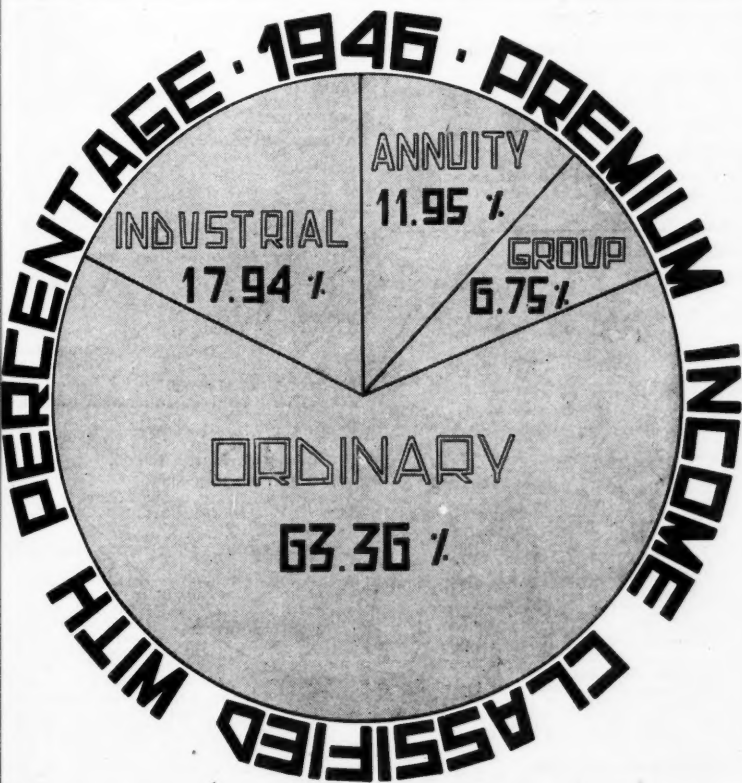 1946 · PREMIUM INCOME CLASSIFIED WITH PERCENTAGE ·
ANNUITY
11.95 %
GROUP
6.75%
INDUSTRIAL
17.94 %
ORDINARY
63.36 %